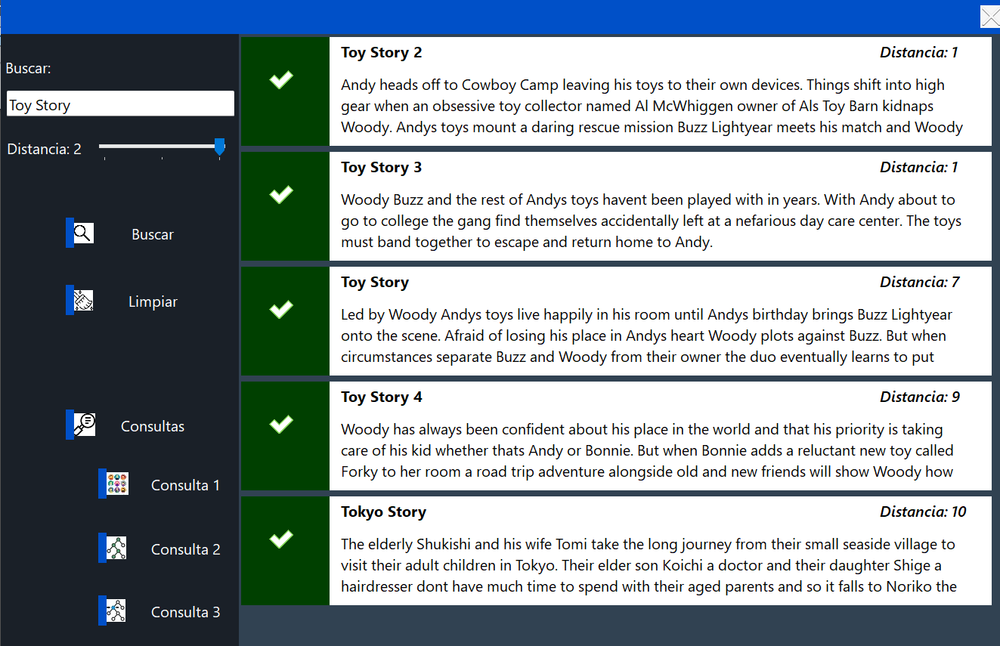 Buscar:
Toy Story
Distancia: 2
Buscar
Limpiar
Consultas
Consulta 1
Consulta 2
Consulta 3
Toy Story 2
Distancia: 1
Andy heads off to Cowboy Camp leaving his toys to their own devices. Things shift into high
gear when an obsessive toy collector named Al McWhiggen owner of Als Toy Barn kidnaps
Woody. Andys toys mount a daring rescue mission Buzz Lightyear meets his match and Woody
Toy Story 3
Distancia: 1
Woody Buzz and the rest of Andys toys havent been played with in years. With Andy about to
go to college the gang find themselves accidentally left at a nefarious day care center. The toys
must band together to escape and return home to Andy.
Toy Story
Distancia: 7
Led by Woody Andys toys live happily in his room until Andys birthday brings Buzz Lightyear
onto the scene. Afraid of losing his place in Andys heart Woody plots against Buzz. But when
circumstances separate Buzz and Woody from their owner the duo eventually learns to put
Toy Story 4
Distancia: 9
Woody has always been confident about his place in the world and that his priority is taking
care of his kid whether thats Andy or Bonnie. But when Bonnie adds a reluctant new toy called
Forky to her room a road trip adventure alongside old and new friends will show Woody how
Tokyo Story
Distancia: 10
The elderly Shukishi and his wife Tomi take the long journey from their small seaside village to
visit their adult children in Tokyo. Their elder son Koichi a doctor and their daughter Shige a
hairdresser dont have much time to spend with their aged parents and so it falls to Noriko the